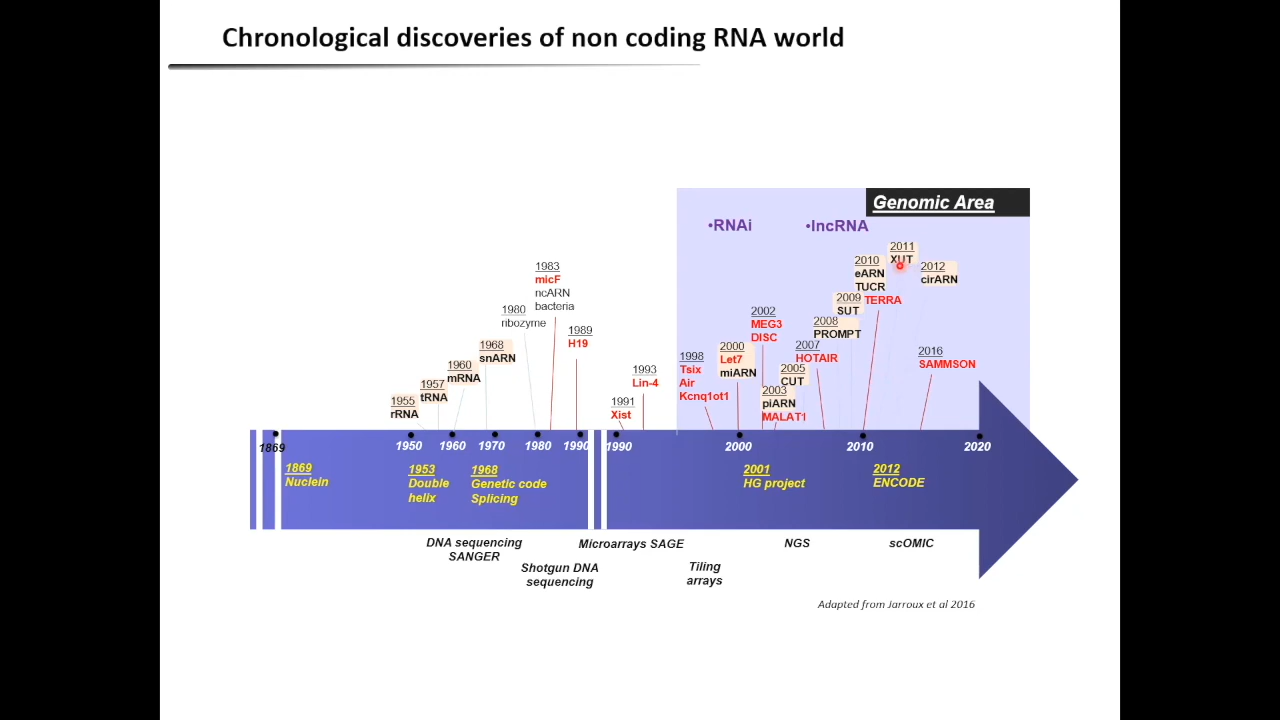 Chronological discoveries of non coding RNA world
Genomic Area
•RNAi
•lncRNA
1955
rRNA
1957
tRNA
1960
mRNA
1968
snARN
1980
ribozyme
1983
micF
ncARN
bacteria
1989
H19
1991
Xist
1993
Lin-4
1998
Tsix
Air
Kcnq1ot1
2000
Let7
miARN
2002
MEG3
DISC
2003
piARN
MALAT1
2005
CUT
2007
HOTAIR
2008
PROMPT
2009
SUT
2010
eARN
TUCR
TERRA
2011
XUT
2012
cirARN
2016
SAMMSON
1869
1950
1960
1970
1980
1990
1990
2000
2010
2020
1869
Nuclein
1953
Double
helix
1968
Genetic code
Splicing
2001
HG project
2012
ENCODE
DNA sequencing
SANGER
Shotgun DNA
sequencing
Microarrays SAGE
Tiling
arrays
NGS
scOMIC
Adapted from Jarroux et al 2016